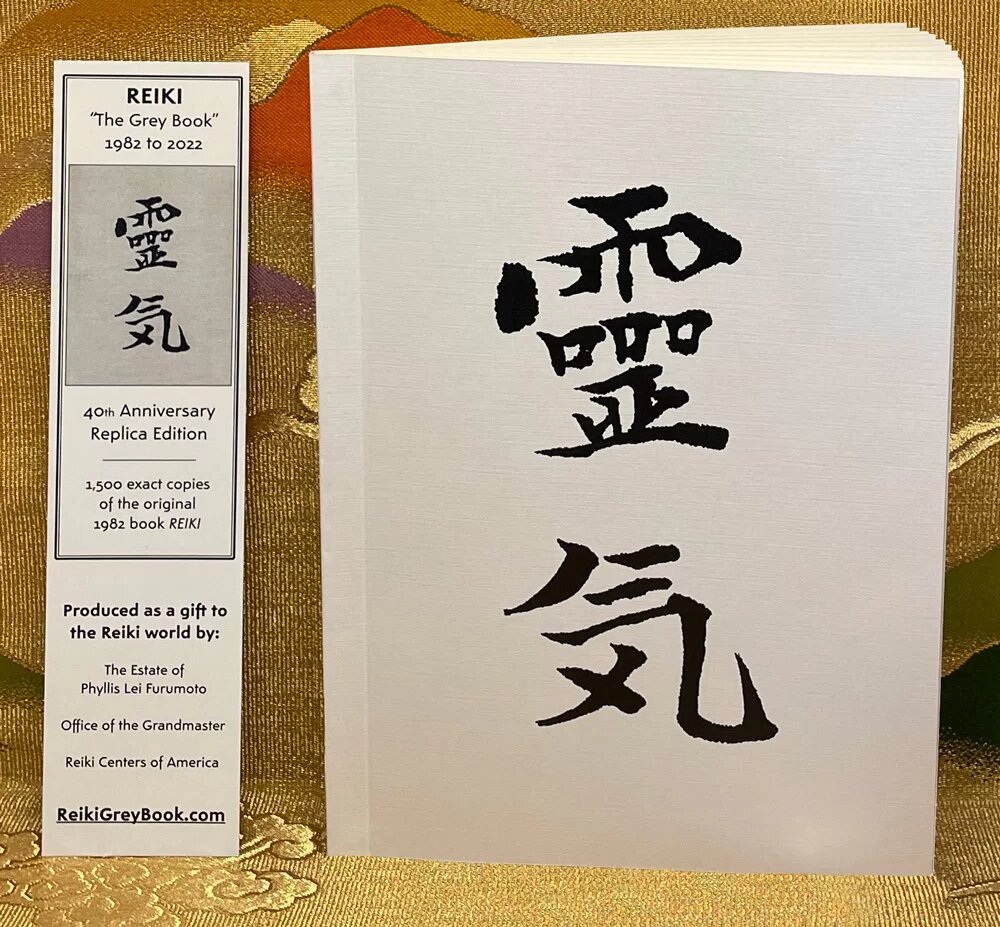 REIKI
"The Grey Book"
1982 to 2022
靈
気
40th Anniversary
Replica Edition
1,500 exact copies
of the original
1982 book REIKI
Produced as a gift to
the Reiki world by:
The Estate of
Phyllis Lei Furumoto
Office of the Grandmaster
Reiki Centers of America
ReikiGreyBook.com
靈
気